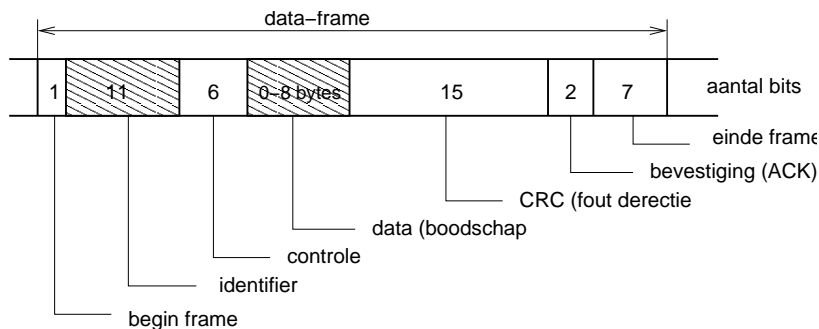 data-frame
1 11 6 0-8 bytes 15 2 7 aantal bits
einde frame
bevestiging (ACK)
CRC (fout derectie
data (boodschap
controle
identifier
begin frame